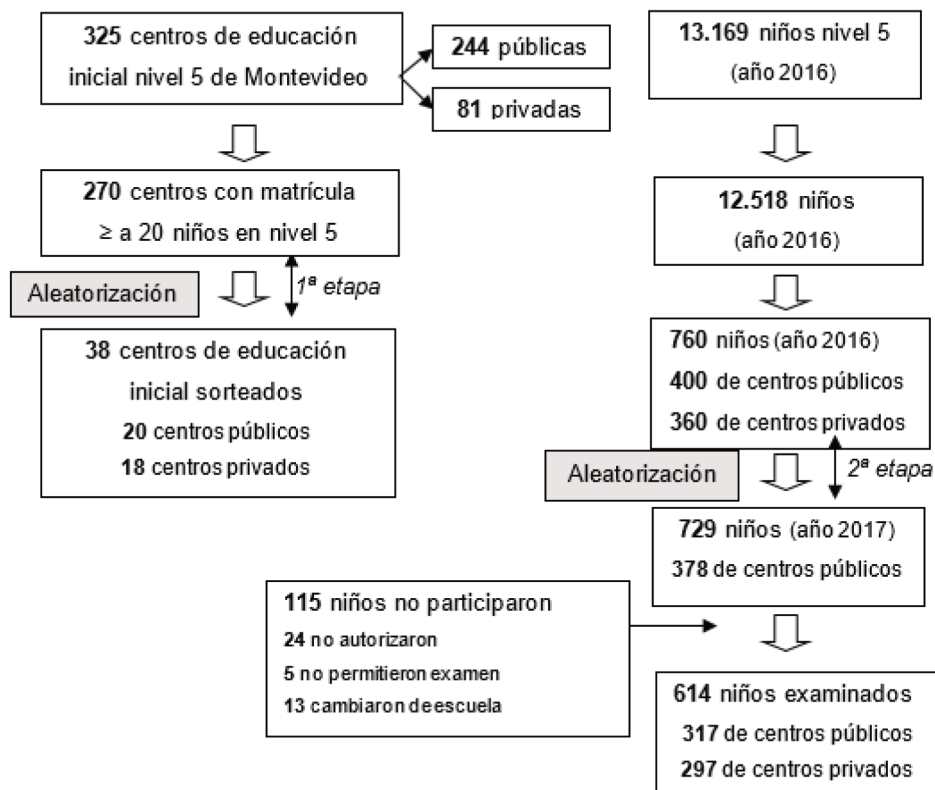 325 centros de educación
inicial nivel 5 de Montevideo
244 públicas
81 privadas
270 centros con matrícula
≥ a 20 niños en nivel 5
Aleatorización
1ª etapa
38 centros de educación
inicial sorteados
20 centros públicos
18 centros privados
13.169 niños nivel 5
(año 2016)
12.518 niños
(año 2016)
760 niños (año 2016)
400 de centros públicos
360 de centros privados
Aleatorización
2ª etapa
729 niños (año 2017)
378 de centros públicos
115 niños no participaron
24 no autorizaron
5 no permitieron examen
13 cambiaron de escuela
614 niños examinados
317 de centros públicos
297 de centros privados